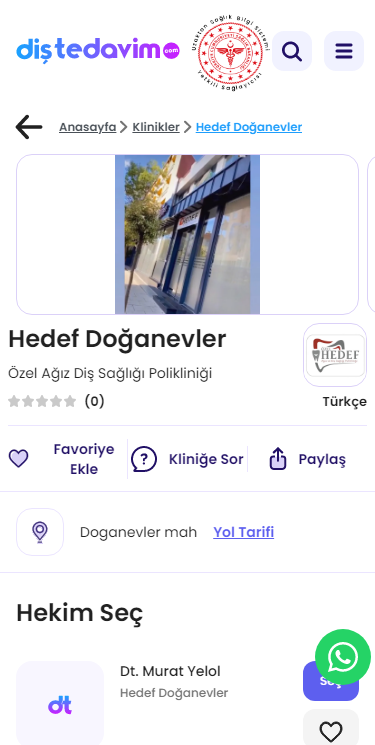 diştedavim.com
Uzaktan Sağlık Bilgi Sistemi
Yetkili Sağlayıcısı
Anasayfa > Klinikler > Hedef Doğanevler
HEDEF
Hedef Doğanevler
HEDEF
Özel Ağız Diş Sağlığı Polikliniği
(0)
Türkçe
Favoriye
Ekle
Kliniğe Sor
Paylaş
Doganevler mah Yol Tarifi
Hekim Seç
Dt. Murat Yelol
Hedef Doğanevler
dt